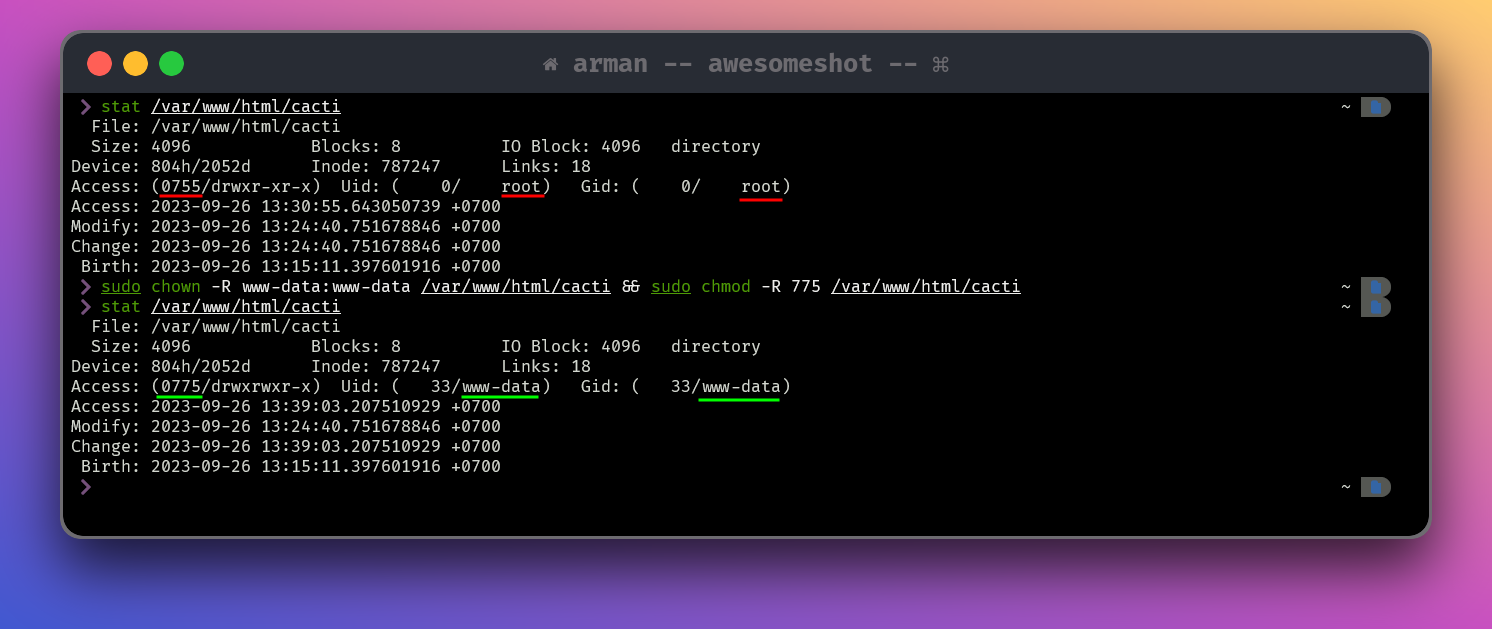 arman -- awesomeshot -- ⌘
❯ stat /var/www/html/cacti ~
  File: /var/www/html/cacti
  Size: 4096            Blocks: 8          IO Block: 4096   directory
Device: 804h/2052d      Inode: 787247      Links: 18
Access: (0755/drwxr-xr-x)  Uid: (    0/    root)   Gid: (    0/    root)
Access: 2023-09-26 13:30:55.643050739 +0700
Modify: 2023-09-26 13:24:40.751678846 +0700
Change: 2023-09-26 13:24:40.751678846 +0700
 Birth: 2023-09-26 13:15:11.397601916 +0700
❯ sudo chown -R www-data:www-data /var/www/html/cacti && sudo chmod -R 775 /var/www/html/cacti ~
❯ stat /var/www/html/cacti ~
  File: /var/www/html/cacti
  Size: 4096            Blocks: 8          IO Block: 4096   directory
Device: 804h/2052d      Inode: 787247      Links: 18
Access: (0775/drwxrwxr-x)  Uid: (   33/www-data)   Gid: (   33/www-data)
Access: 2023-09-26 13:39:03.207510929 +0700
Modify: 2023-09-26 13:24:40.751678846 +0700
Change: 2023-09-26 13:39:03.207510929 +0700
 Birth: 2023-09-26 13:15:11.397601916 +0700
❯ ~